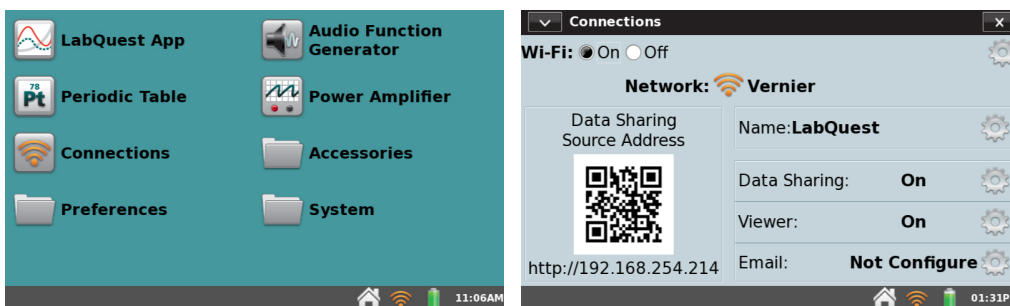 LabQuest App
Audio Function
Generator
78
Pt
Periodic Table
Power Amplifier
Connections
Accessories
Preferences
System
11:06AM
Connections
x
Wi-Fi: On Off
Network: Vernier
Data Sharing
Source Address
http://192.168.254.214
Name:LabQuest
Data Sharing: On
Viewer: On
Email: Not Configure
01:31P